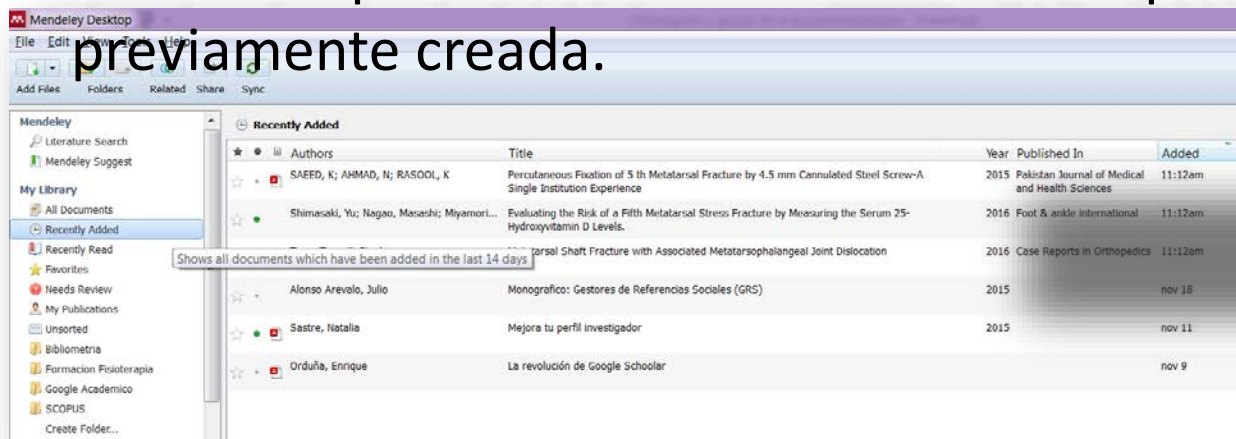 Mendeley Desktop
File Edit View Tools Help
previamente creada.
Add Files Folders Related Share Sync
Mendeley
Literature Search
Mendeley Suggest
My Library
All Documents
Recently Added
Recently Read
Favorites
Needs Review
My Publications
Unsorted
Bibliometria
Formacion Fisioterapia
Google Academico
SCOPUS
Create Folder...
Shows all documents which have been added in the last 14 days
Recently Added
Authors Title Year Published In Added
SAEED, K; AHMAD, N; RASOOL, K Percutaneous Fixation of 5 th Metatarsal Fracture by 4.5 mm Cannulated Steel Screw-A 2015 Pakistan Journal of Medical 11:12am
Single Institution Experience and Health Sciences
Shimasaki, Yu; Nagao, Masashi; Miyamori... Evaluating the Risk of a Fifth Metatarsal Stress Fracture by Measuring the Serum 25- 2016 Foot & ankle international 11:12am
Hydroxyvitamin D Levels.
Shaft Fracture with Associated Metatarsophalangeal Joint Dislocation 2016 Case Reports in Orthopedics 11:12am
Alonso Arevalo, Julio Monografico: Gestores de Referencias Sociales (GRS) 2015 nov 18
Sastre, Natalia Mejora tu perfil investigador 2015 nov 11
Orduña, Enrique La revolución de Google Schoolar nov 9